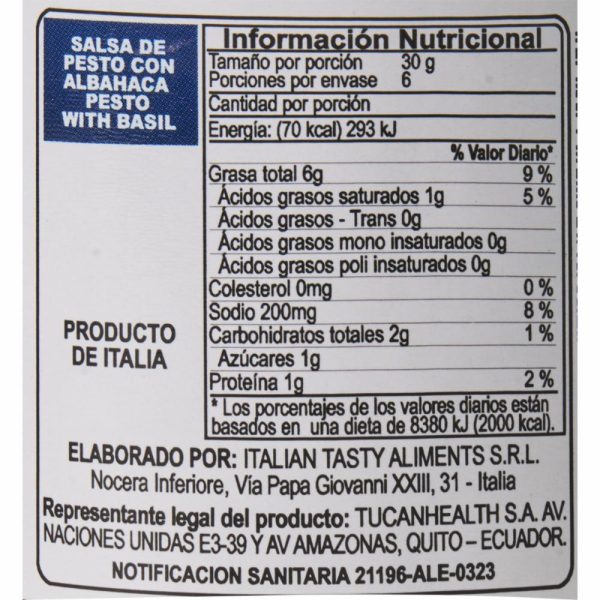 SALSA DE
PESTO CON
ALBAHACA
PESTO
WITH BASIL
Información Nutricional
Tamaño por porción 30 g
Porciones por envase 6
Cantidad por porción
Energía: (70 kcal) 293 kJ
% Valor Diario*
Grasa total 6g 9 %
Ácidos grasos saturados 1g 5 %
Ácidos grasos - Trans 0g
Ácidos grasos mono insaturados 0g
Ácidos grasos poli insaturados 0g
Colesterol 0mg 0 %
Sodio 200mg 8 %
Carbohidratos totales 2g 1 %
Azúcares 1g
Proteína 1g 2 %
* Los porcentajes de los valores diarios están
basados en una dieta de 8380 kJ (2000 kcal).
PRODUCTO
DE ITALIA
ELABORADO POR: ITALIAN TASTY ALIMENTS S.R.L.
Nocera Inferiore, Vía Papa Giovanni XXIII, 31 - Italia
Representante legal del producto: TUCANHEALTH S.A. AV.
NACIONES UNIDAS E3-39 Y AV AMAZONAS, QUITO – ECUADOR.
NOTIFICACION SANITARIA 21196-ALE-0323